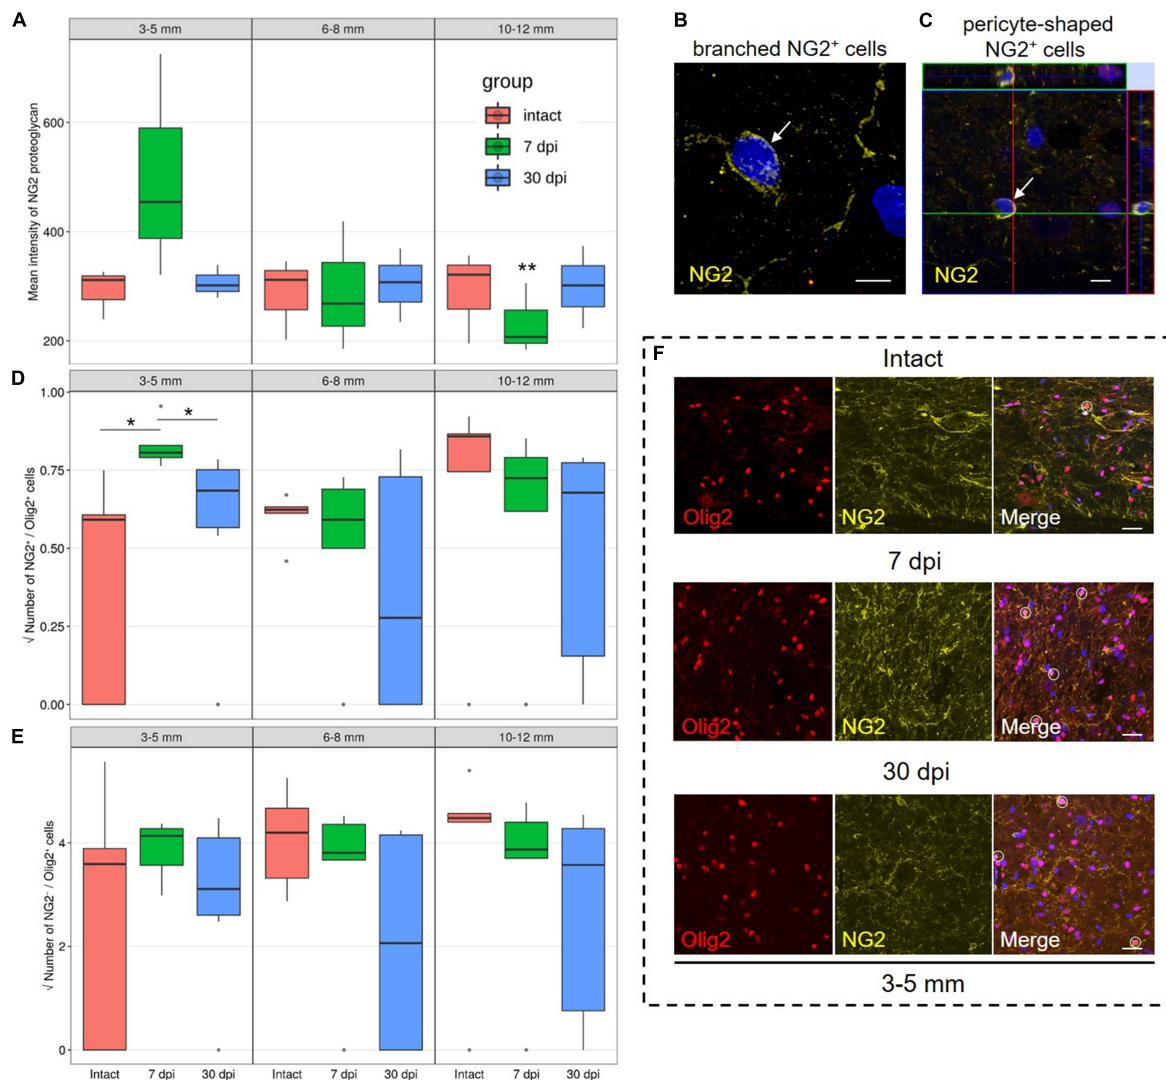 A
3-5 mm
6-8 mm
10-12 mm
Mean intensity of NG2 proteoglycan
600
400
200
group
intact
7 dpi
30 dpi
**
B
branched NG2⁺ cells
NG2
C
pericyte-shaped
NG2⁺ cells
NG2
D
3-5 mm
6-8 mm
10-12 mm
√ Number of NG2⁺ / Olig2⁺ cells
1.00
0.75
0.50
0.25
0.00
*
*
E
3-5 mm
6-8 mm
10-12 mm
√ Number of NG2⁻ / Olig2⁺ cells
4
2
0
Intact 7 dpi 30 dpi Intact 7 dpi 30 dpi Intact 7 dpi 30 dpi
F
Intact
Olig2 NG2 Merge
7 dpi
Olig2 NG2 Merge
30 dpi
Olig2 NG2 Merge
3-5 mm